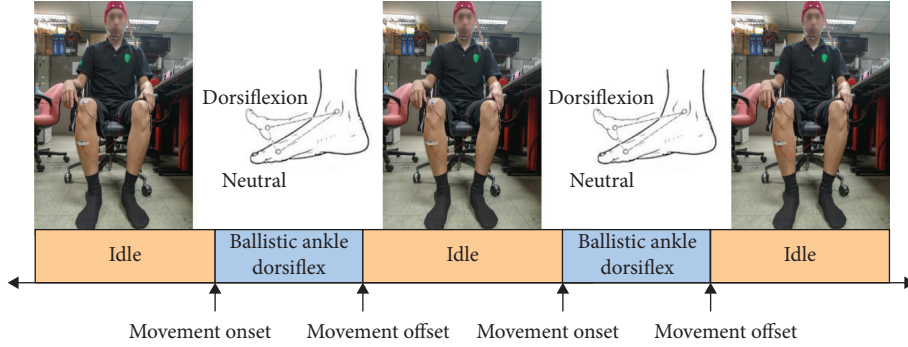 Dorsiflexion
Neutral
Dorsiflexion
Neutral
Idle
Ballistic ankle
dorsiflex
Idle
Ballistic ankle
dorsiflex
Idle
Movement onset
Movement offset
Movement onset
Movement offset